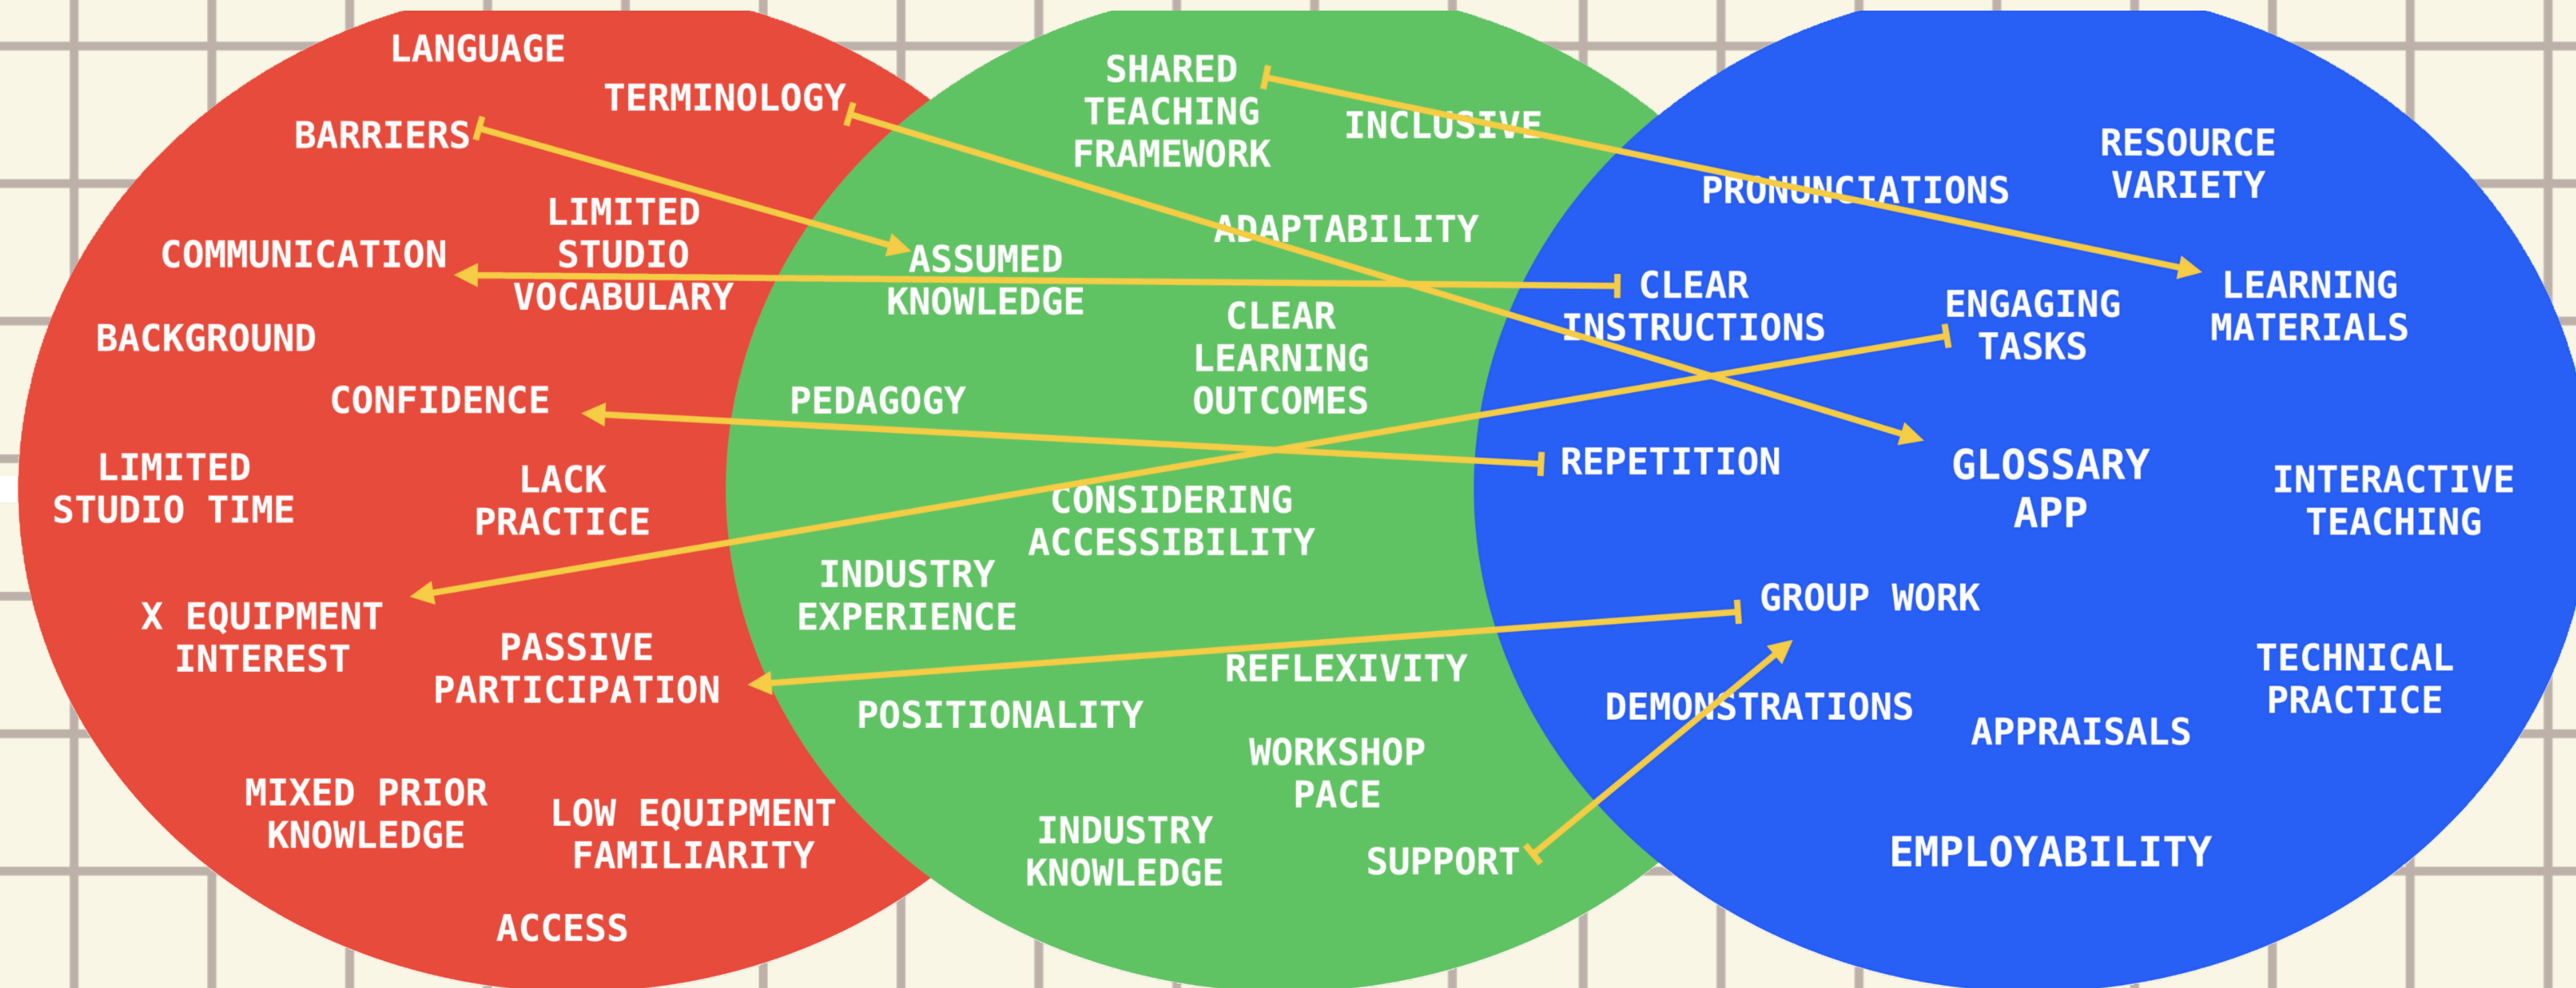 LANGUAGE
TERMINOLOGY
BARRIERS
LIMITED
STUDIO
VOCABULARY
COMMUNICATION
BACKGROUND
CONFIDENCE
LIMITED
STUDIO TIME
LACK
PRACTICE
X EQUIPMENT
INTEREST
PASSIVE
PARTICIPATION
MIXED PRIOR
KNOWLEDGE
LOW EQUIPMENT
FAMILIARITY
ACCESS
SHARED
TEACHING
FRAMEWORK
INCLUSIVE
ADAPTABILITY
ASSUMED
KNOWLEDGE
CLEAR
LEARNING
OUTCOMES
PEDAGOGY
CONSIDERING
ACCESSIBILITY
INDUSTRY
EXPERIENCE
REFLEXIVITY
POSITIONALITY
WORKSHOP
PACE
INDUSTRY
KNOWLEDGE
SUPPORT
RESOURCE
VARIETY
PRONUNCIATIONS
CLEAR
INSTRUCTIONS
ENGAGING
TASKS
LEARNING
MATERIALS
REPETITION
GLOSSARY
APP
INTERACTIVE
TEACHING
GROUP WORK
TECHNICAL
PRACTICE
DEMONSTRATIONS
APPRAISALS
EMPLOYABILITY